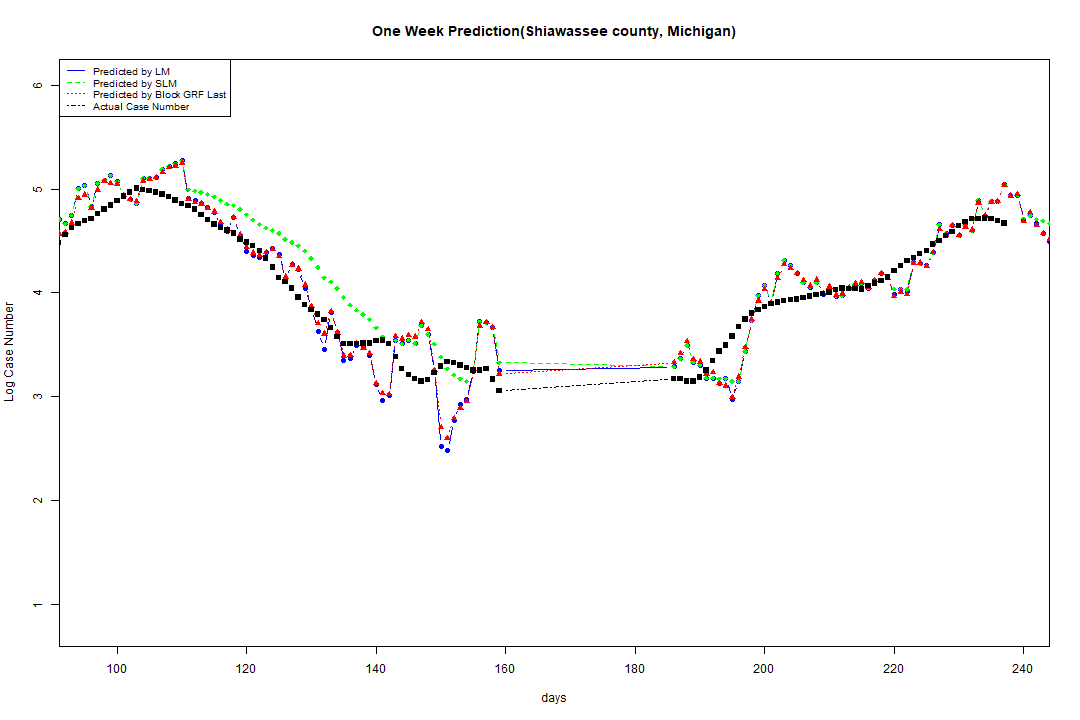 One Week Prediction(Shiawassee county, Michigan)
Predicted by LM
Predicted by SLM
Predicted by Block GRF Last
Actual Case Number
6
5
4
3
2
1
Log Case Number
100 120 140 160 180 200 220 240
days